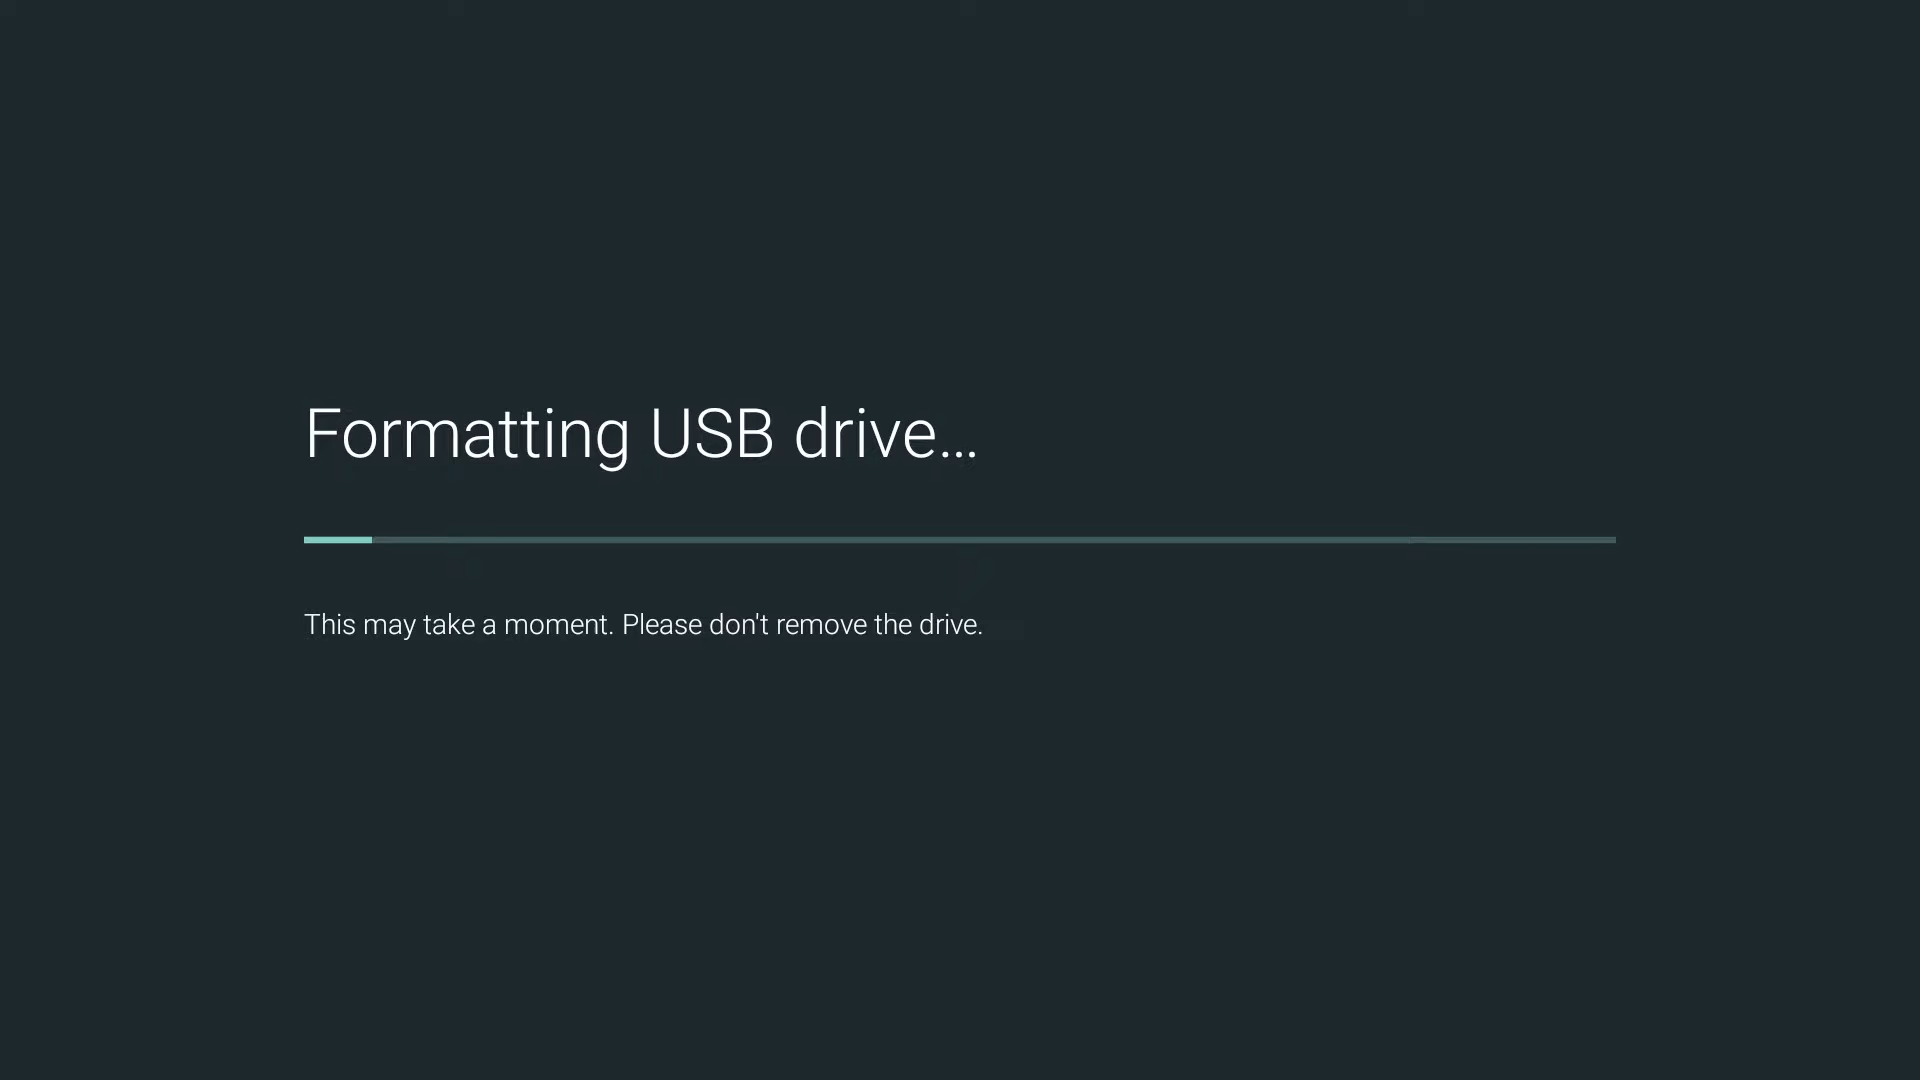 Formatting USB drive…
This may take a moment. Please don't remove the drive.